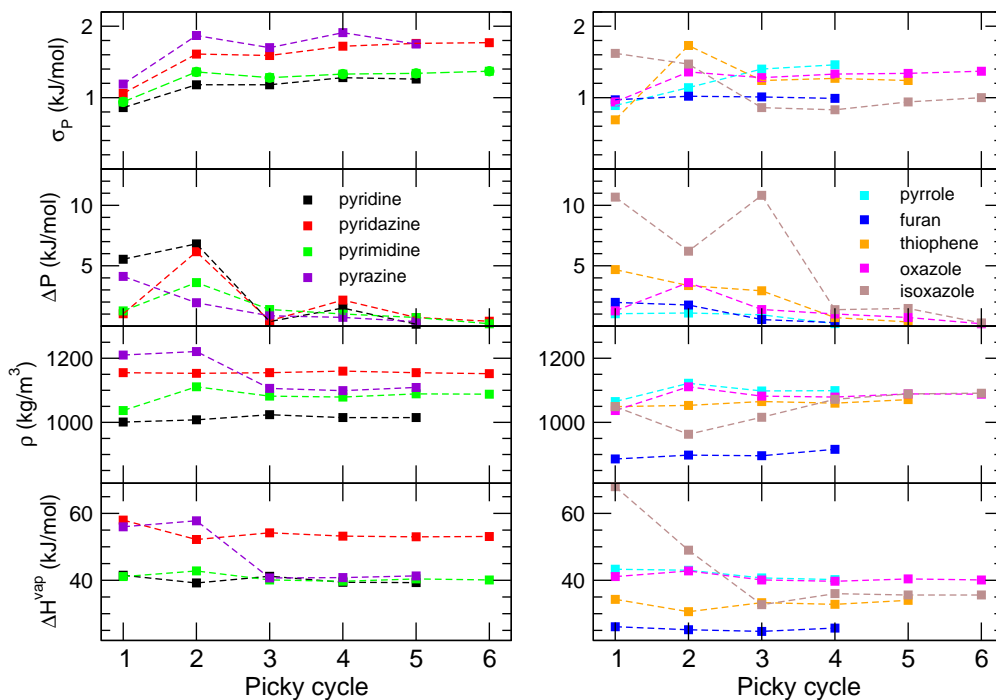 2
1
σP (kJ/mol)
10
5
ΔP (kJ/mol)
pyridine
pyridazine
pyrimidine
pyrazine
1200
1000
ρ (kg/m³)
60
40
ΔHvap (kJ/mol)
1 2 3 4 5 6
Picky cycle
2
1
10
5
pyrrole
furan
thiophene
oxazole
isoxazole
1200
1000
60
40
1 2 3 4 5 6
Picky cycle